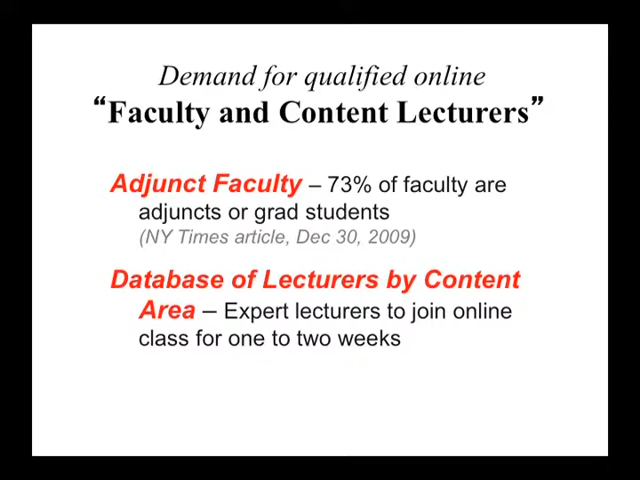 Demand for qualified online
“Faculty and Content Lecturers”
Adjunct Faculty – 73% of faculty are
adjuncts or grad students
(NY Times article, Dec 30, 2009)
Database of Lecturers by Content
Area – Expert lecturers to join online
class for one to two weeks